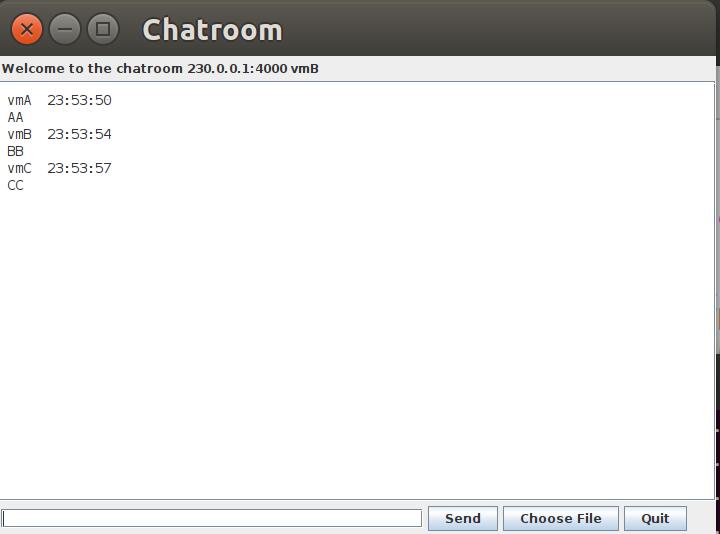 Chatroom
Welcome to the chatroom 230.0.0.1:4000 vmB
vmA 23:53:50
AA
vmB 23:53:54
BB
vmC 23:53:57
CC
Send Choose File Quit